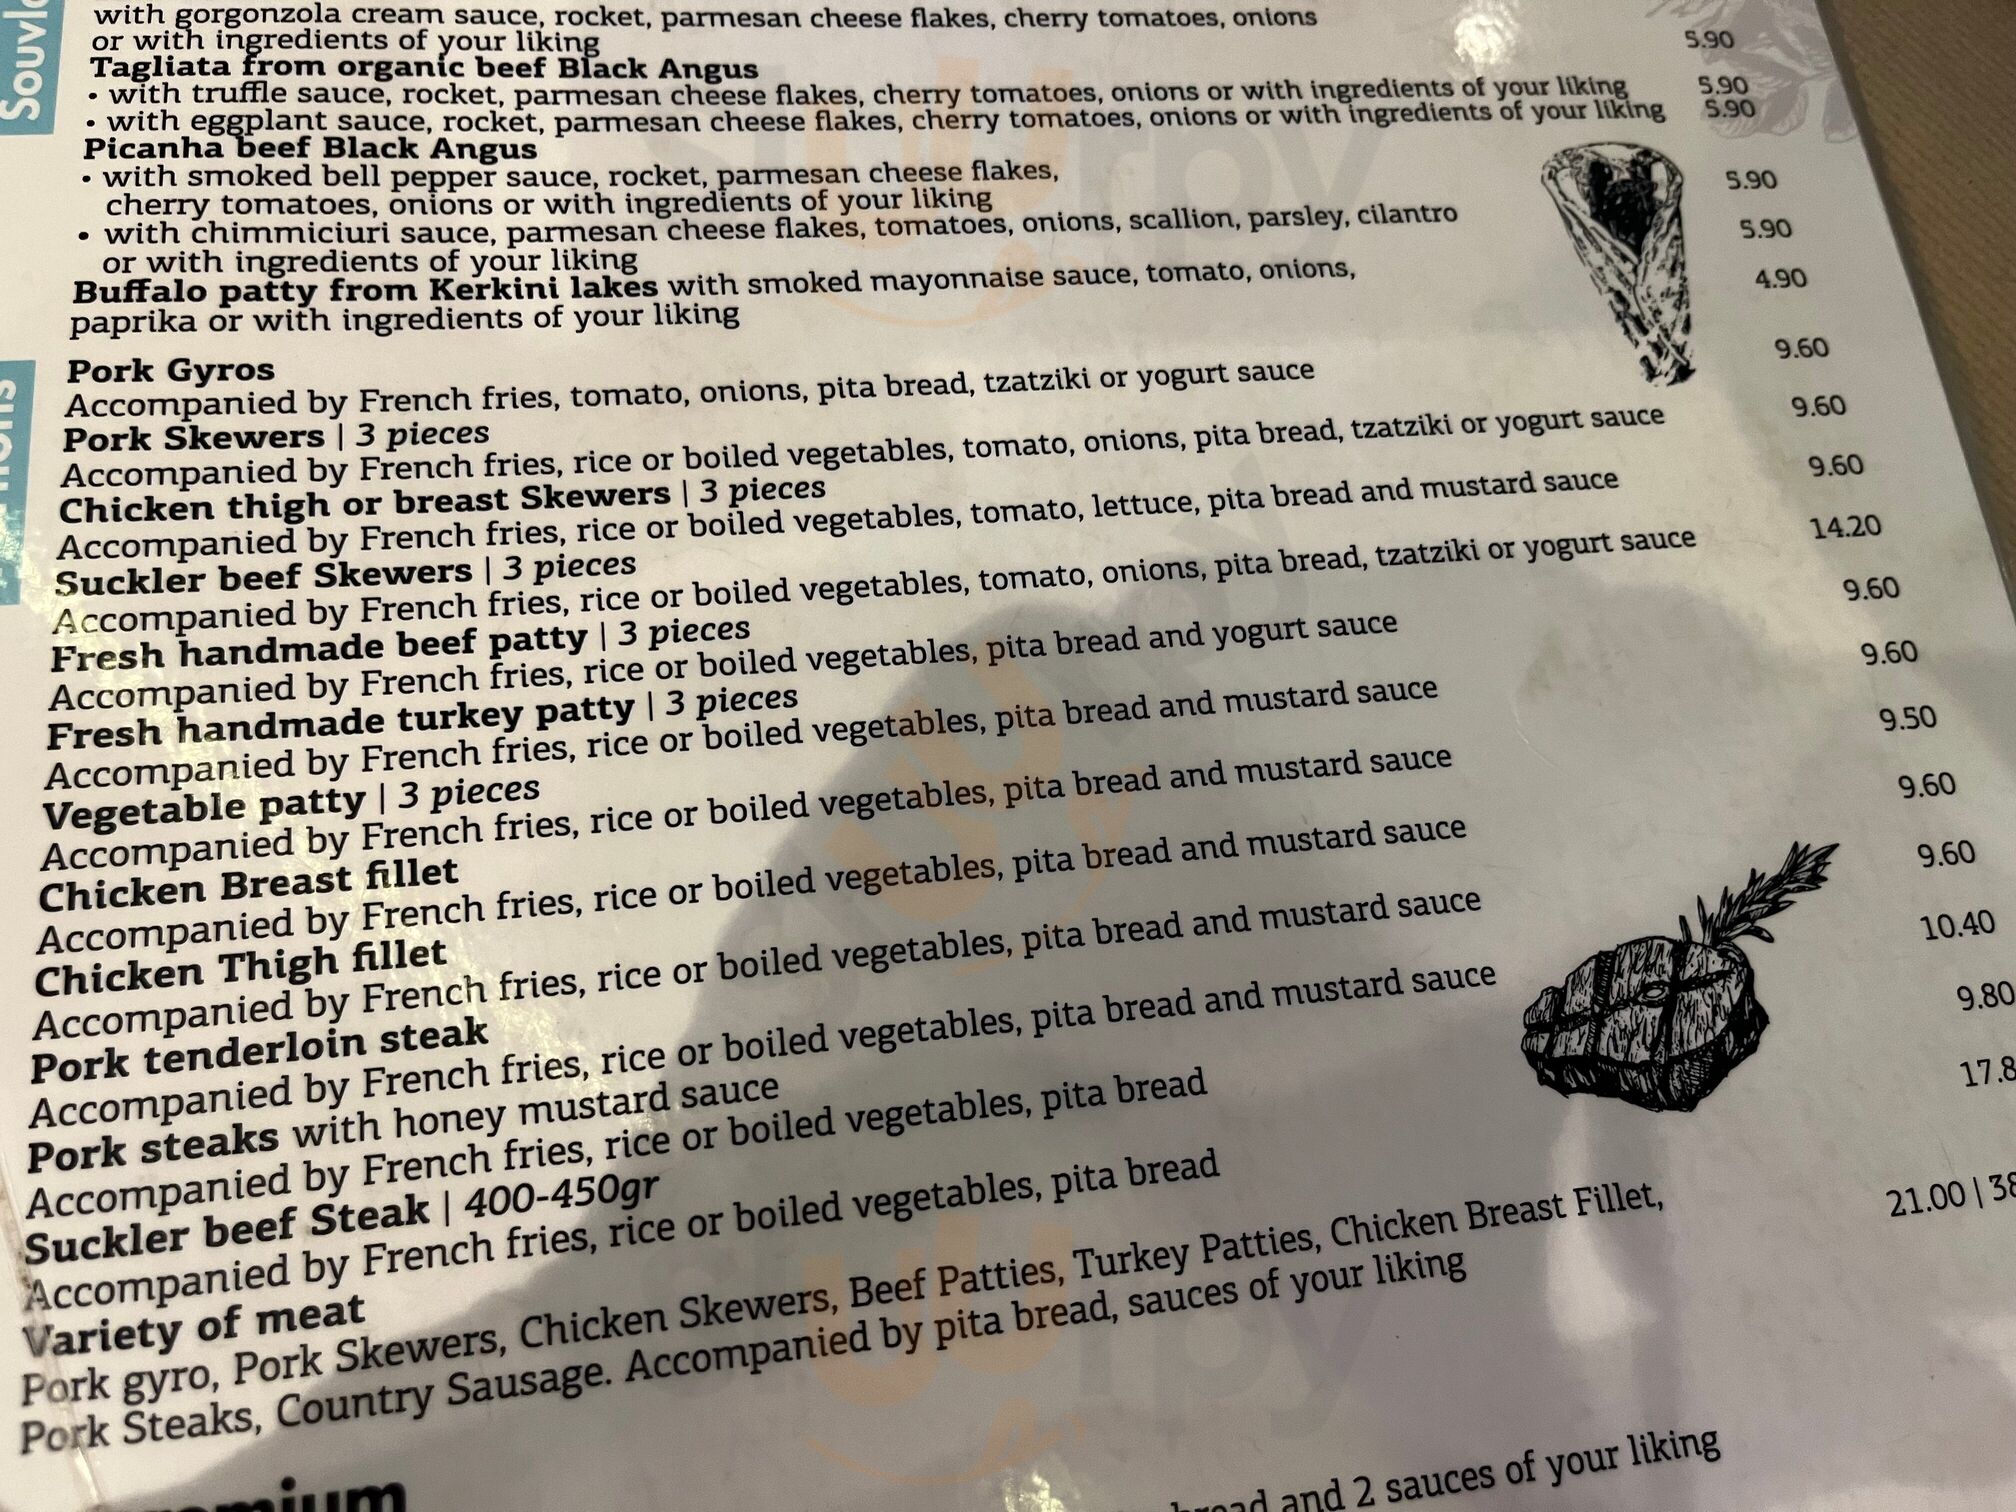 with gorgonzola cream sauce, rocket, parmesan cheese flakes, cherry tomatoes, onions
or with ingredients of your liking 5.90
Tagliata from organic beef Black Angus
• with truffle sauce, rocket, parmesan cheese flakes, cherry tomatoes, onions or with ingredients of your liking 5.90
• with eggplant sauce, rocket, parmesan cheese flakes, cherry tomatoes, onions or with ingredients of your liking 5.90
Picanha beef Black Angus
• with smoked bell pepper sauce, rocket, parmesan cheese flakes, 5.90
cherry tomatoes, onions or with ingredients of your liking
• with chimmiciuri sauce, parmesan cheese flakes, tomatoes, onions, scallion, parsley, cilantro 5.90
or with ingredients of your liking
Buffalo patty from Kerkini lakes with smoked mayonnaise sauce, tomato, onions, 4.90
paprika or with ingredients of your liking
Pork Gyros 9.60
Accompanied by French fries, tomato, onions, pita bread, tzatziki or yogurt sauce
Pork Skewers | 3 pieces 9.60
Accompanied by French fries, rice or boiled vegetables, tomato, onions, pita bread, tzatziki or yogurt sauce
Chicken thigh or breast Skewers | 3 pieces 9.60
Accompanied by French fries, rice or boiled vegetables, tomato, lettuce, pita bread and mustard sauce
Suckler beef Skewers | 3 pieces 14.20
Accompanied by French fries, rice or boiled vegetables, tomato, onions, pita bread, tzatziki or yogurt sauce
Fresh handmade beef patty | 3 pieces 9.60
Accompanied by French fries, rice or boiled vegetables, pita bread and yogurt sauce
Fresh handmade turkey patty | 3 pieces 9.60
Accompanied by French fries, rice or boiled vegetables, pita bread and mustard sauce
Vegetable patty | 3 pieces 9.50
Accompanied by French fries, rice or boiled vegetables, pita bread and mustard sauce
Chicken Breast fillet 9.60
Accompanied by French fries, rice or boiled vegetables, pita bread and mustard sauce
Chicken Thigh fillet 9.60
Accompanied by French fries, rice or boiled vegetables, pita bread and mustard sauce
Pork tenderloin steak 10.40
Accompanied by French fries, rice or boiled vegetables, pita bread and mustard sauce
Pork steaks with honey mustard sauce 9.80
Accompanied by French fries, rice or boiled vegetables, pita bread
Suckler beef Steak | 400-450gr 17.8
Accompanied by French fries, rice or boiled vegetables, pita bread
Variety of meat 21.00 | 38
Pork gyro, Pork Skewers, Chicken Skewers, Beef Patties, Turkey Patties, Chicken Breast Fillet,
Pork Steaks, Country Sausage. Accompanied by pita bread, sauces of your liking
bread and 2 sauces of your liking